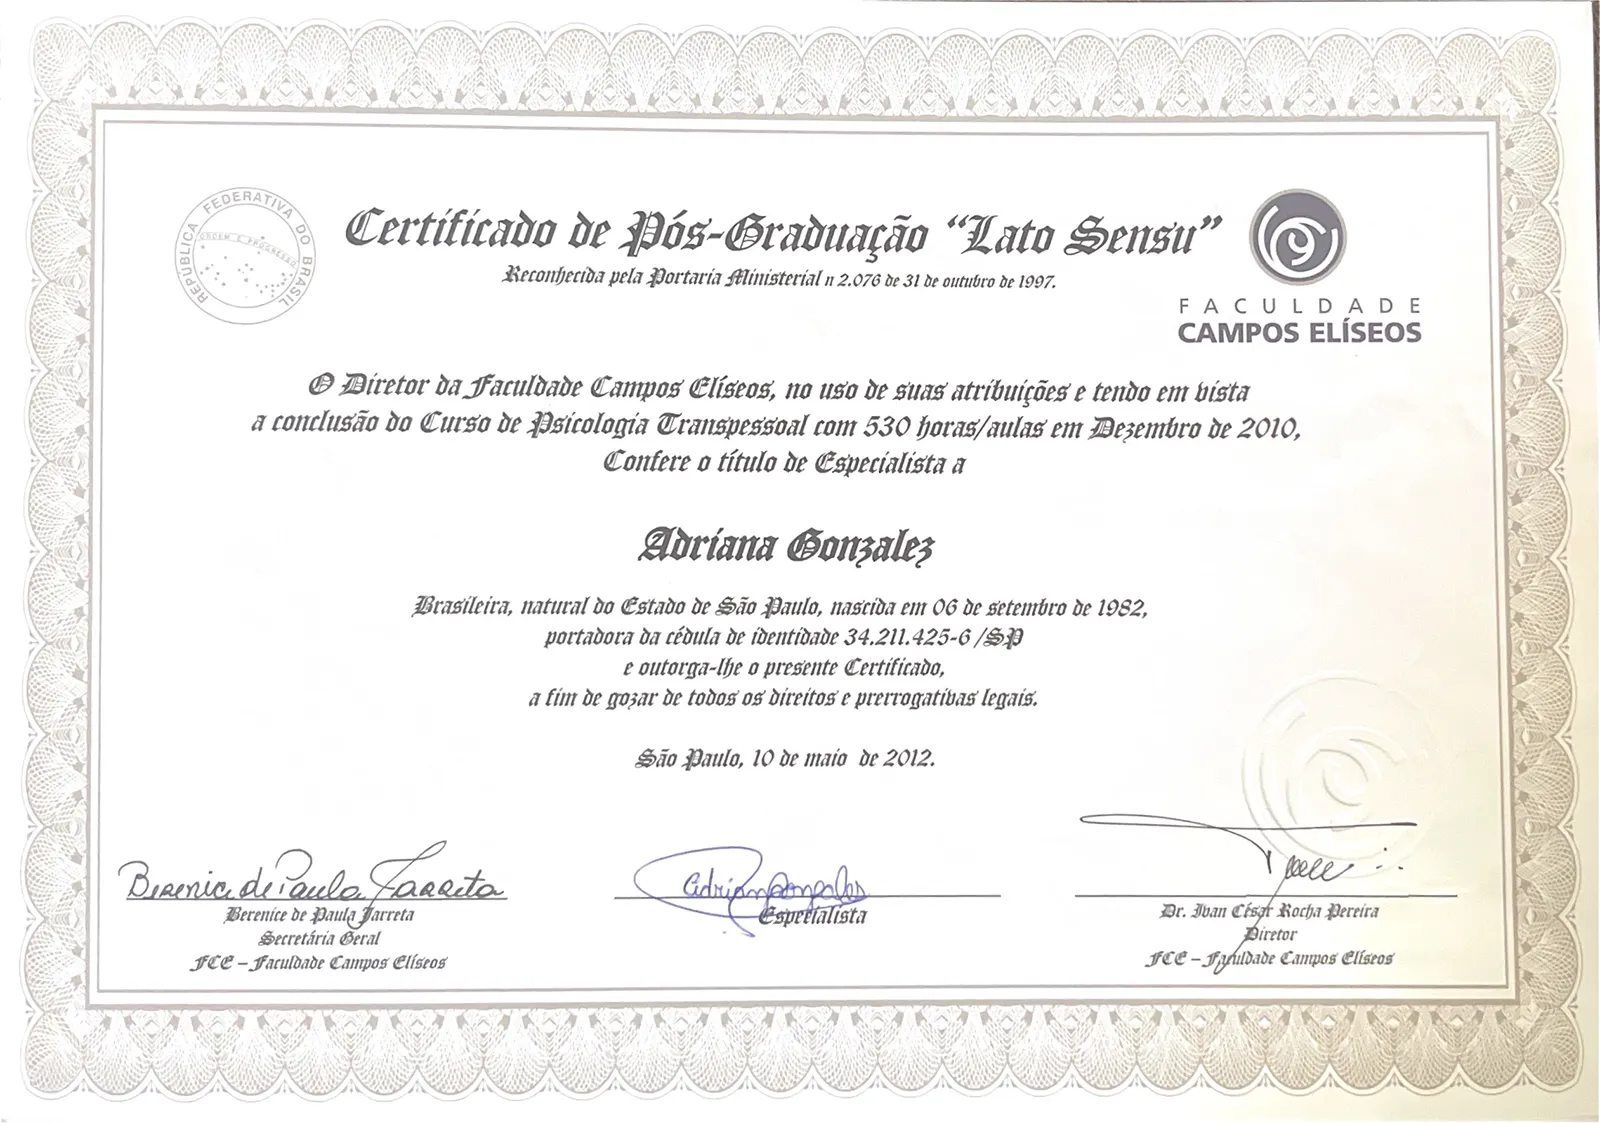 REPÚBLICA FEDERATIVA DO BRASIL
ORDEM E PROGRESSO
Certificado de Pós-Graduação “Lato Sensu”
Reconhecida pela Portaria Ministerial n 2.076 de 31 de outubro de 1997.
FACULDADE
CAMPOS ELÍSEOS
O Diretor da Faculdade Campos Elíseos, no uso de suas atribuições e tendo em vista
a conclusão do Curso de Psicologia Transpessoal com 530 horas/aulas em Dezembro de 2010,
Confere o título de Especialista a
Adriana Gonzalez
Brasileira, natural do Estado de São Paulo, nascida em 06 de setembro de 1982,
portadora da cédula de identidade 34.211.425-6 /SP
e outorga-lhe o presente Certificado,
a fim de gozar de todos os direitos e prerrogativas legais.
São Paulo, 10 de maio de 2012.
Berenice de Paula Jarreta
Berenice de Paula Jarreta
Secretária Geral
FCE – Faculdade Campos Elíseos
Adriana Gonzalez
Especialista
Dr. Ivan César Rocha Pereira
Diretor
FCE – Faculdade Campos Elíseos